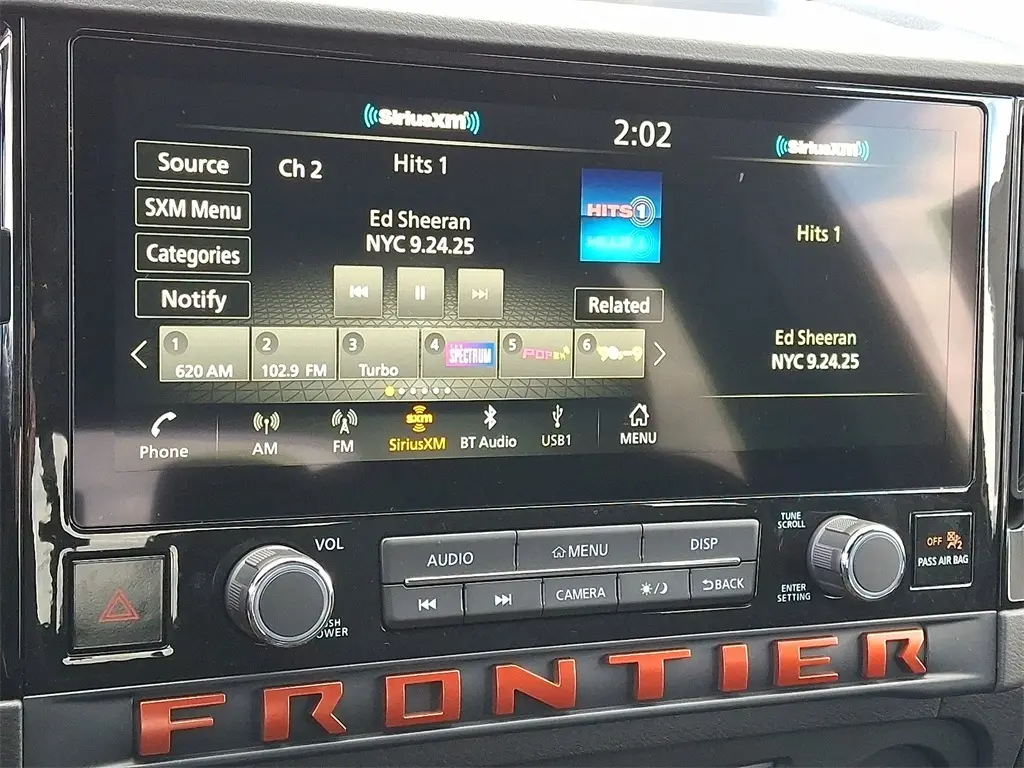 SiriusXM
2:02
SiriusXM
Source
Ch 2
Hits 1
SXM Menu
HITS 1
Hits 1
Ed Sheeran
NYC 9.24.25
Categories
Notify
Related
Ed Sheeran
NYC 9.24.25
1
620 AM
2
102.9 FM
3
Turbo
4
SPECTRUM
5
6
Phone
AM
FM
sxm
SiriusXM
BT Audio
USB1
MENU
VOL
AUDIO
MENU
DISP
TUNE
SCROLL
OFF
2
PASS AIR BAG
CAMERA
BACK
ENTER
SETTING
FRONTIER